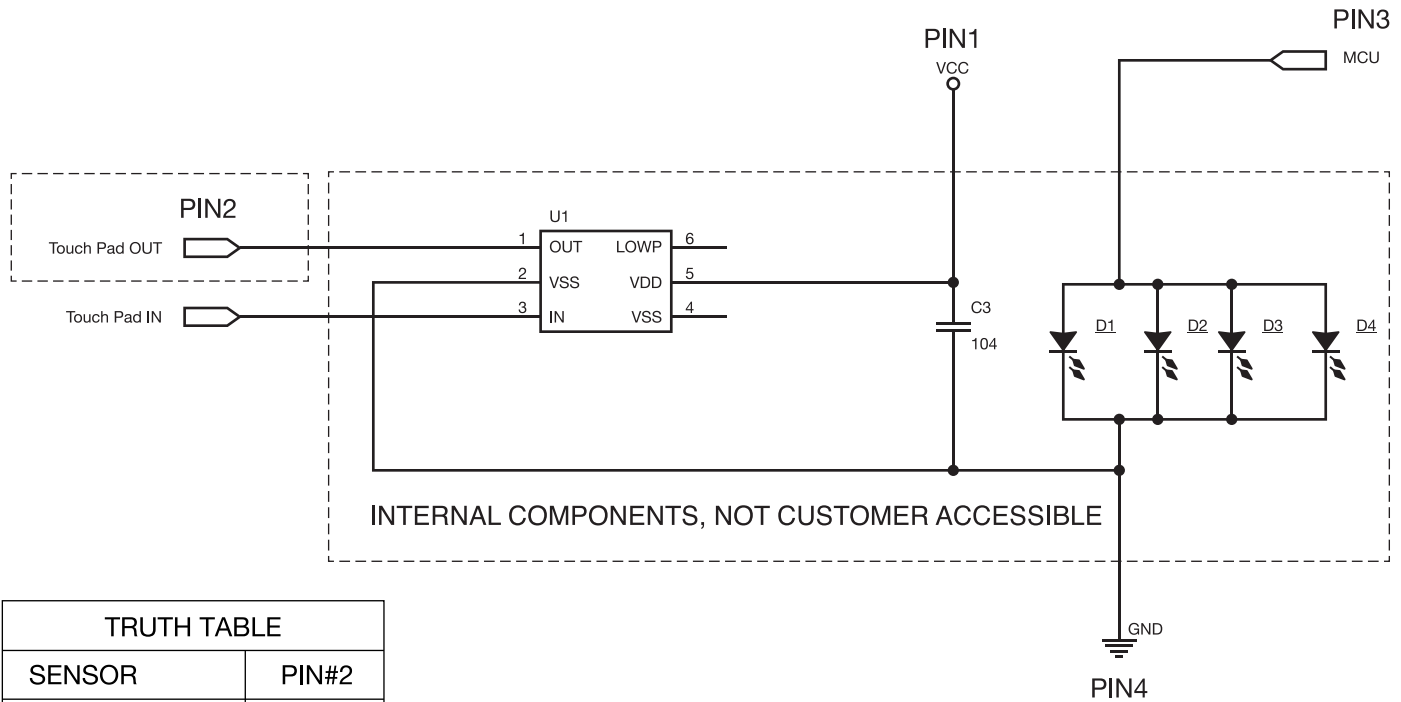 PIN3
MCU
PIN1
VCC
PIN2
Touch Pad OUT
Touch Pad IN
U1
1 OUT LOWP 6
2 VSS VDD 5
3 IN VSS 4
C3
104
D1 D2 D3 D4
INTERNAL COMPONENTS, NOT CUSTOMER ACCESSIBLE
GND
PIN4
TRUTH TABLE
SENSOR PIN#2